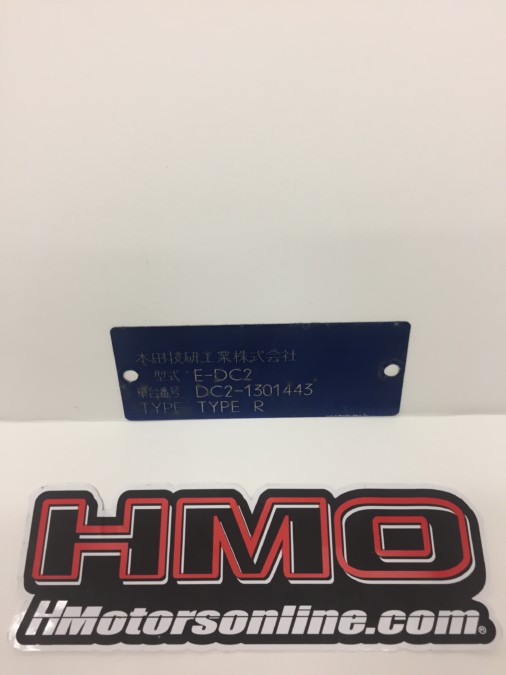 本田技研工業株式会社
型式 E-DC2
車台番号 DC2-1301443
TYPE TYPE R
HMO
HMotorsonline.com®